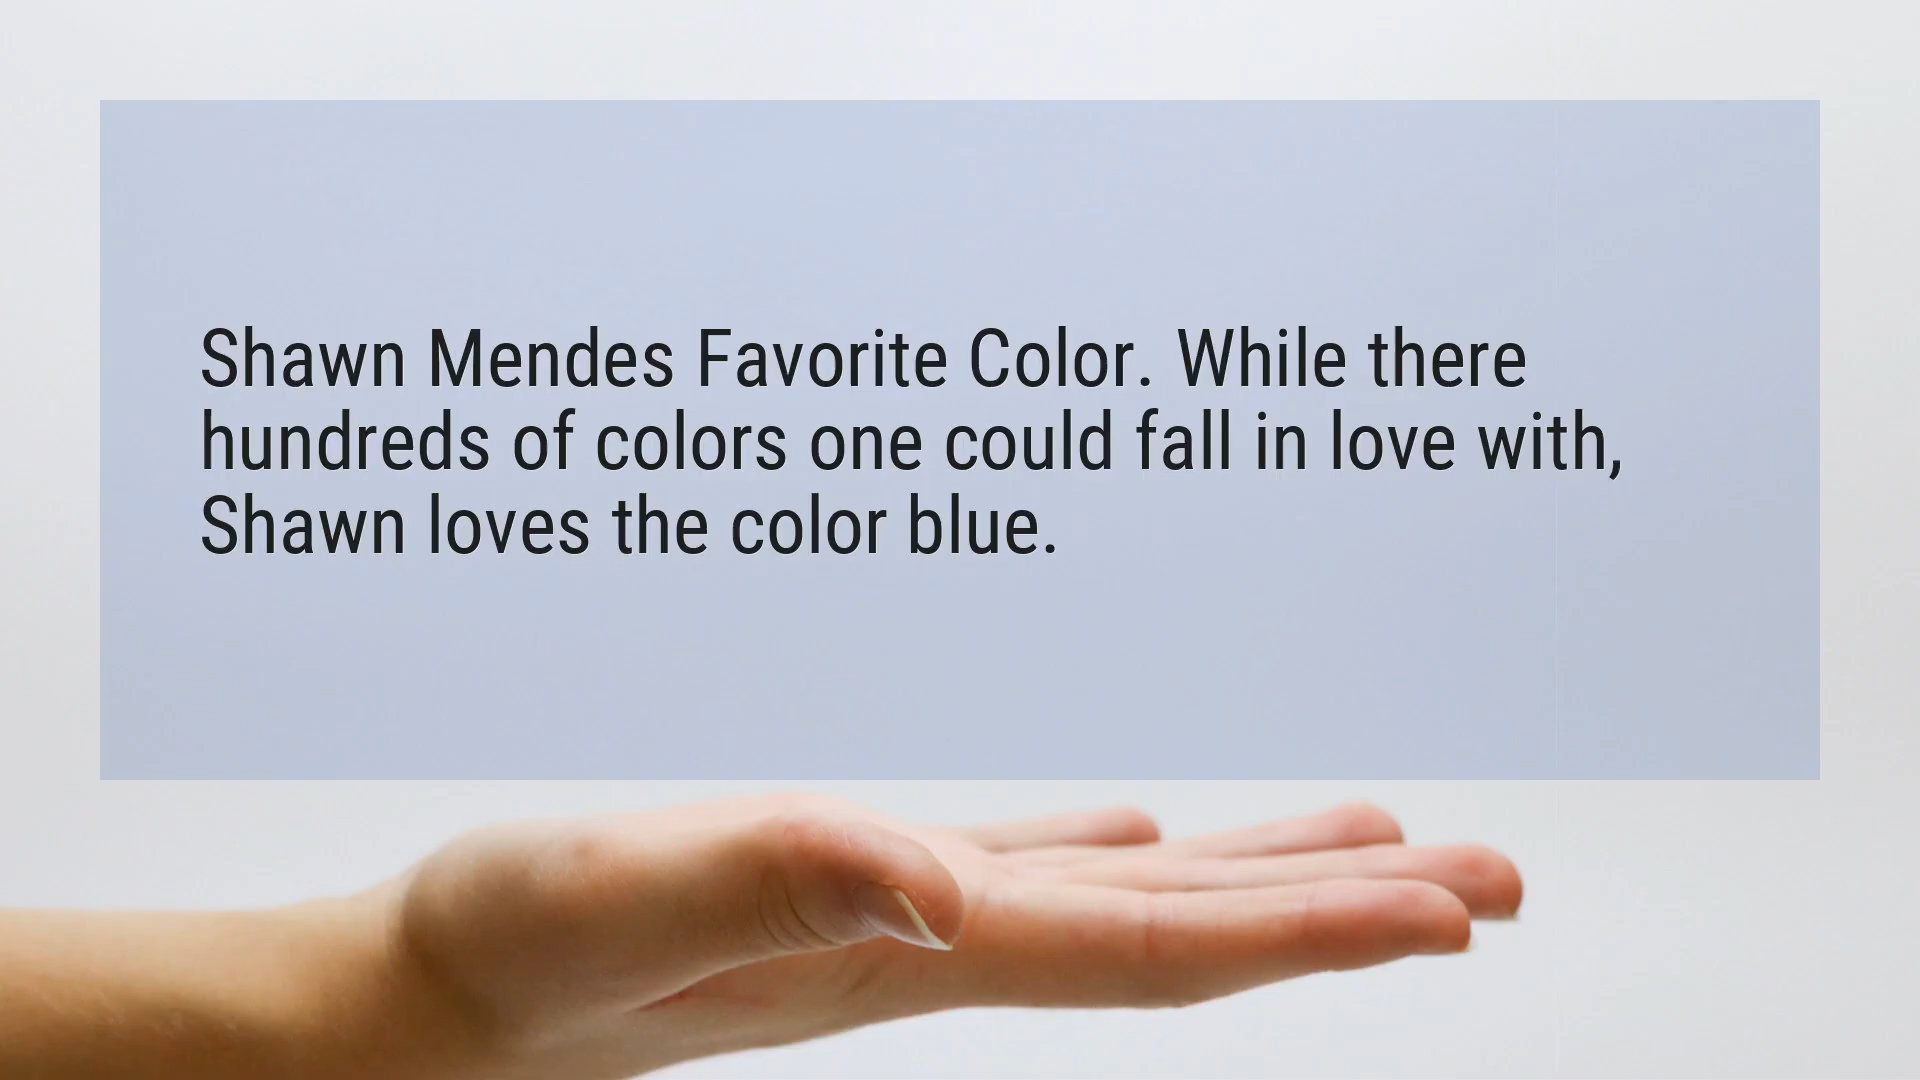 Shawn Mendes Favorite Color. While there
hundreds of colors one could fall in love with,
Shawn loves the color blue.